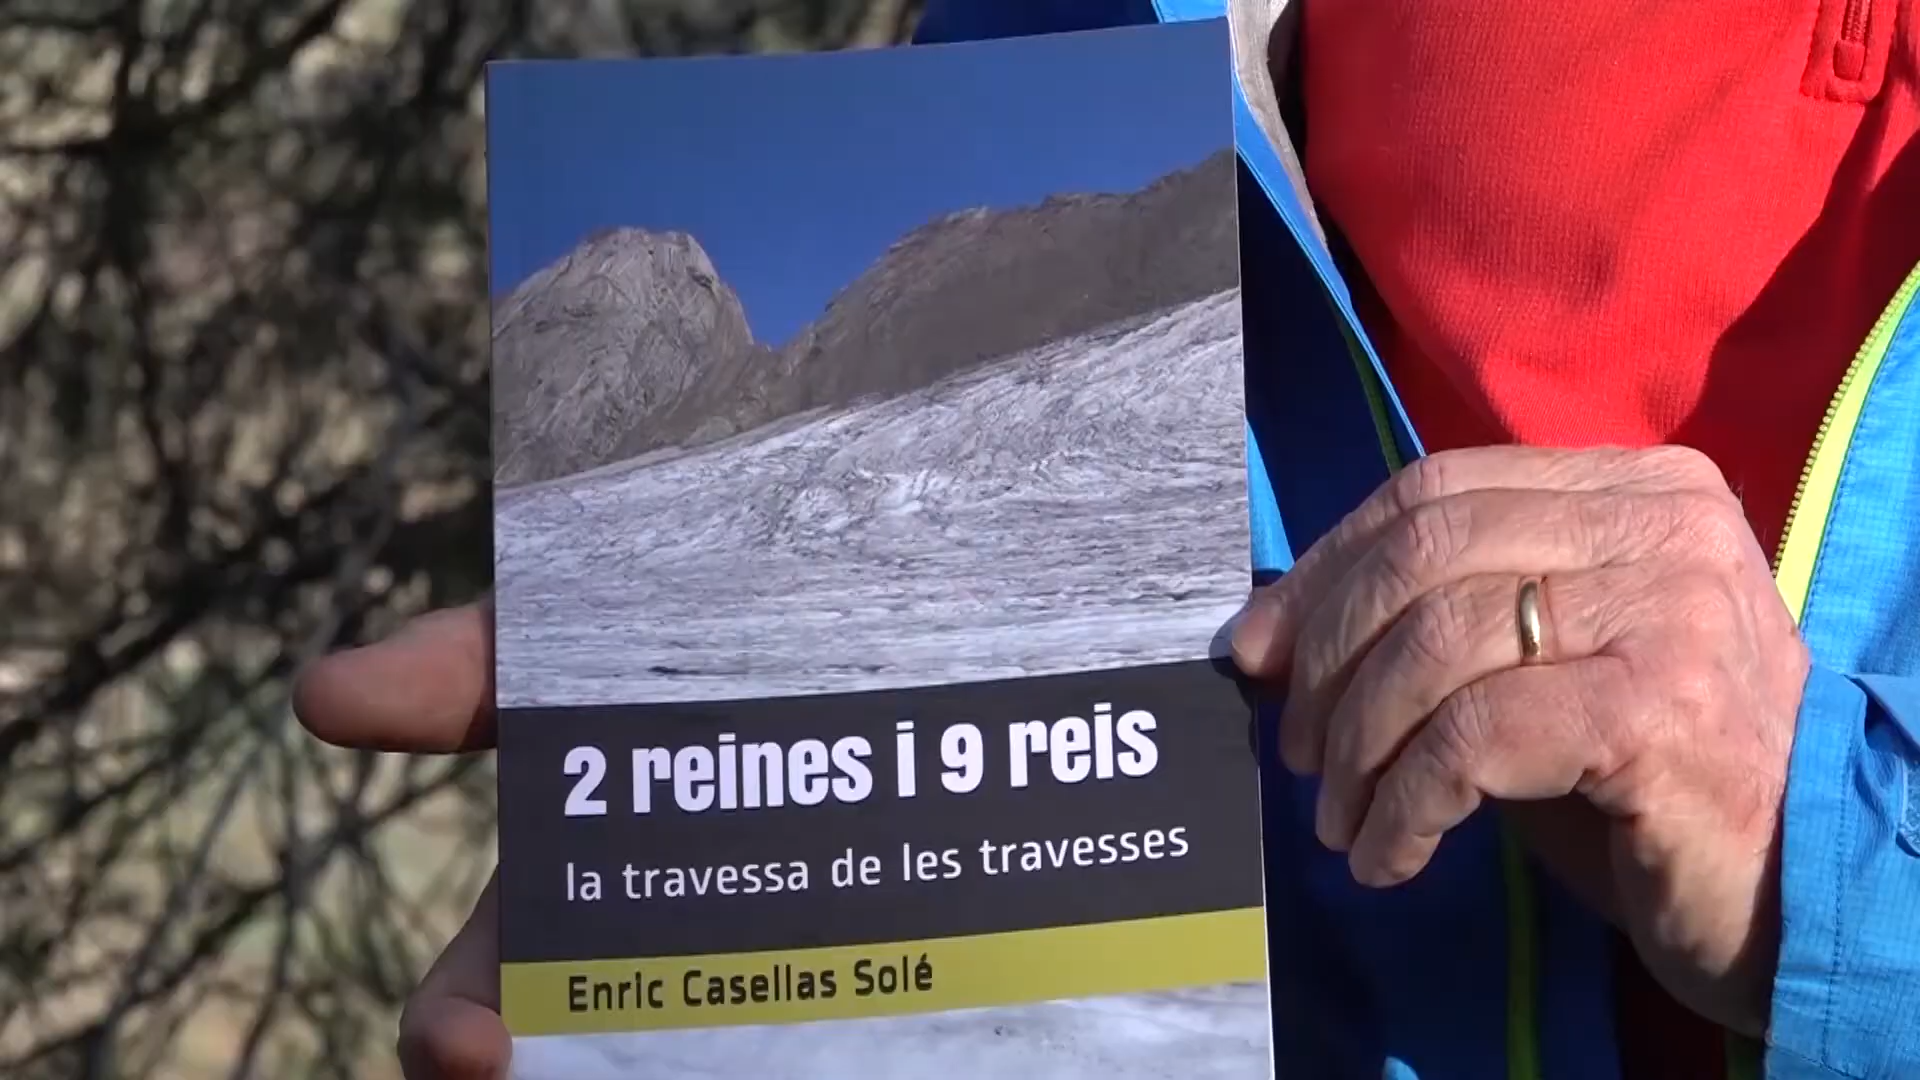 2 reines i 9 reis
la travessa de les travesses
Enric Casellas Solé